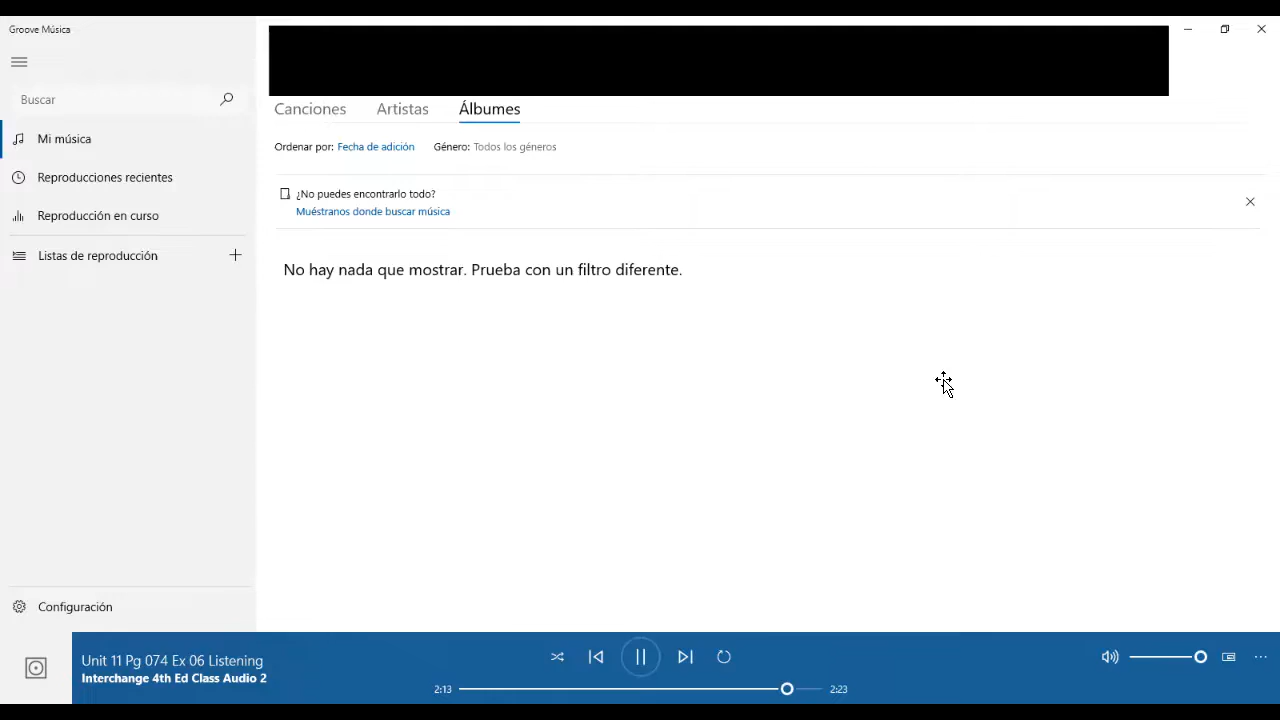 Groove Música
Buscar
Mi música
Reproducciones recientes
Reproducción en curso
Listas de reproducción
Configuración
Canciones Artistas Álbumes
Ordenar por: Fecha de adición Género: Todos los géneros
¿No puedes encontrarlo todo?
Muéstranos donde buscar música
No hay nada que mostrar. Prueba con un filtro diferente.
Unit 11 Pg 074 Ex 06 Listening
Interchange 4th Ed Class Audio 2
2:13 2:23